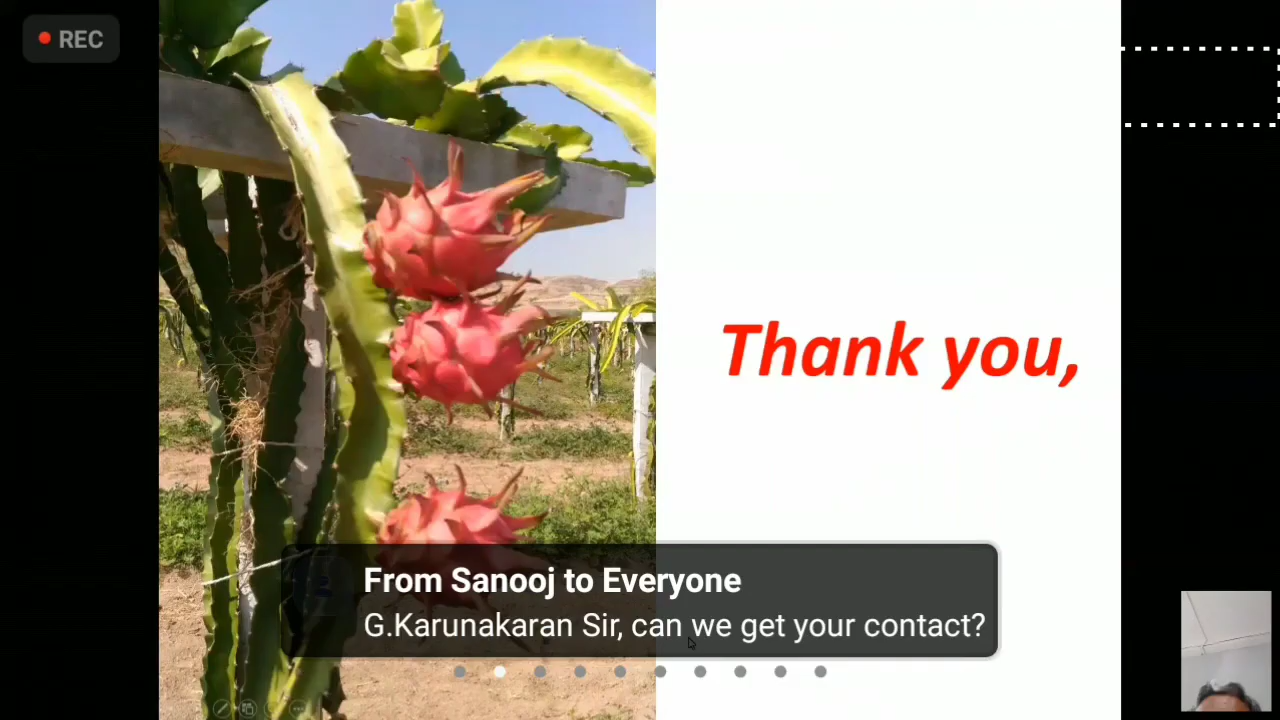 REC
Thank you,
From Sanooj to Everyone
G.Karunakaran Sir, can we get your contact?